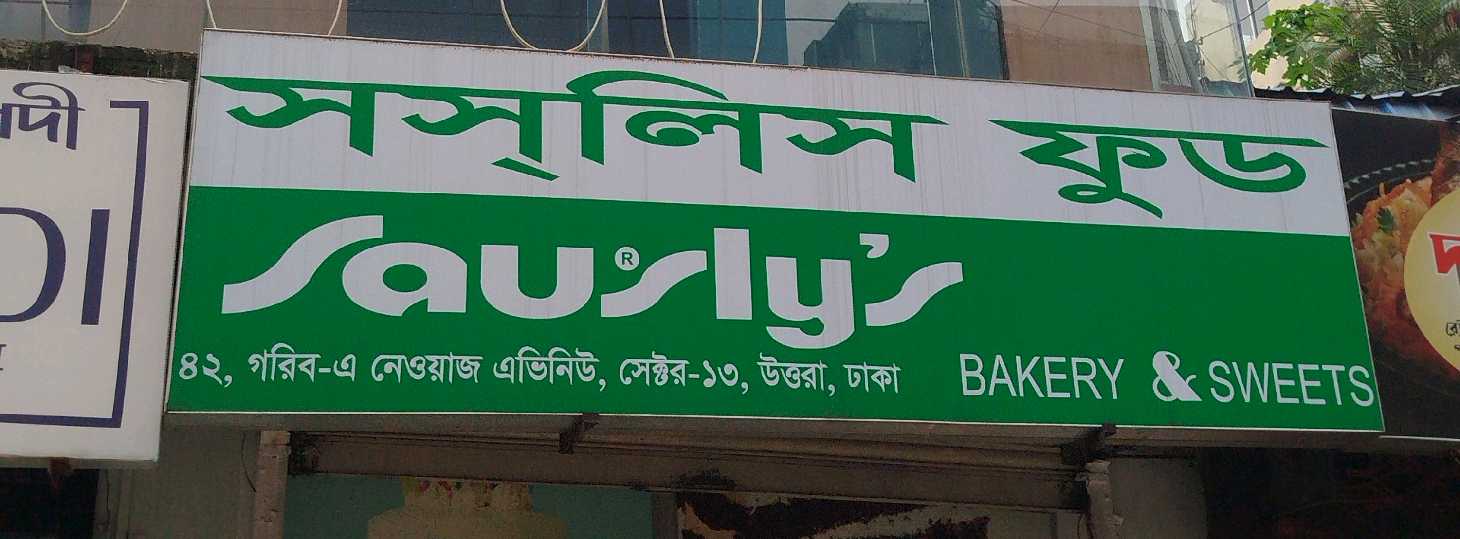 সস্‌লিস ফুড
Sausly's
®
৪২, গরিব-এ নেওয়াজ এভিনিউ, সেক্টর-১৩, উত্তরা, ঢাকা
BAKERY & SWEETS